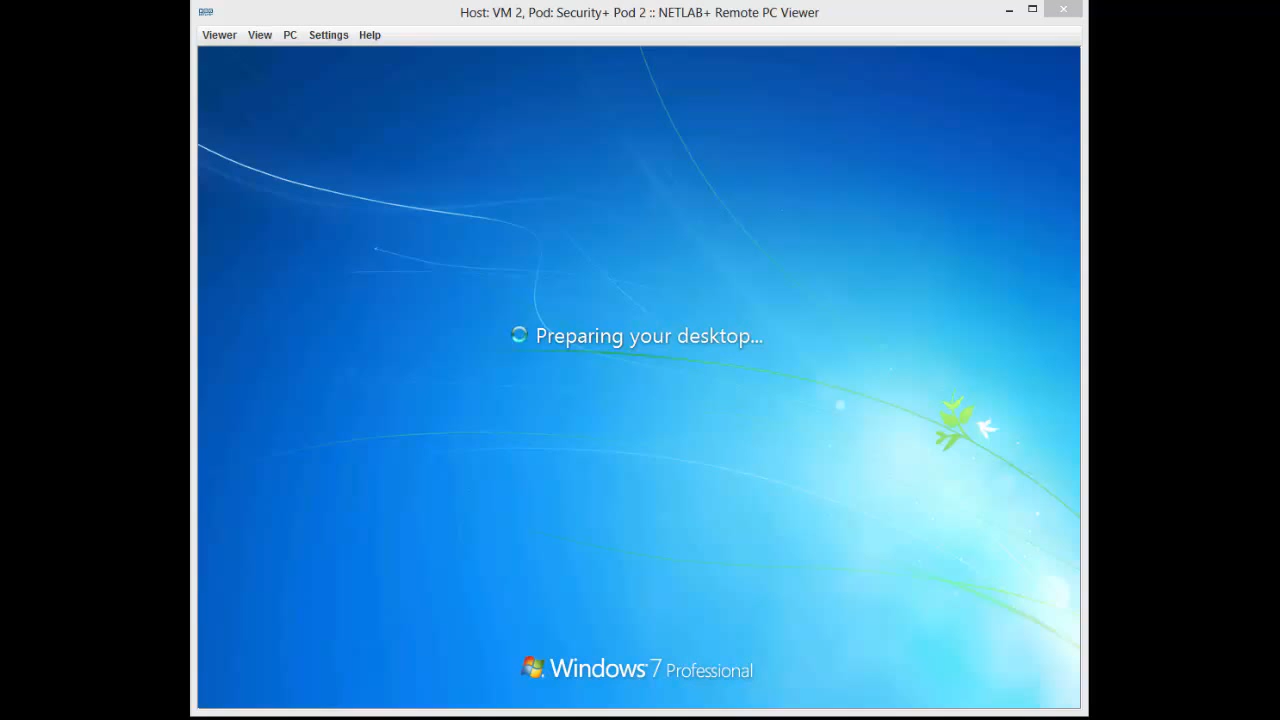 Host: VM 2, Pod: Security+ Pod 2 :: NETLAB+ Remote PC Viewer
Viewer View PC Settings Help
Preparing your desktop...
Windows 7 Professional